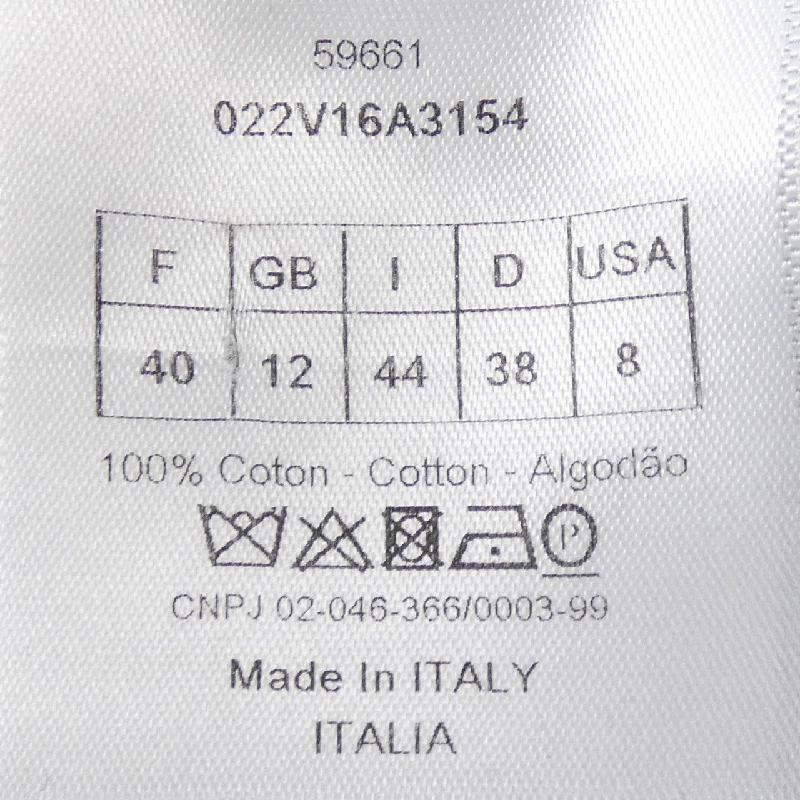 59661
022V16A3154
F GB I D USA
40 12 44 38 8
100% Coton - Cotton - Algodão
P
CNPJ 02-046-366/0003-99
Made In ITALY
ITALIA